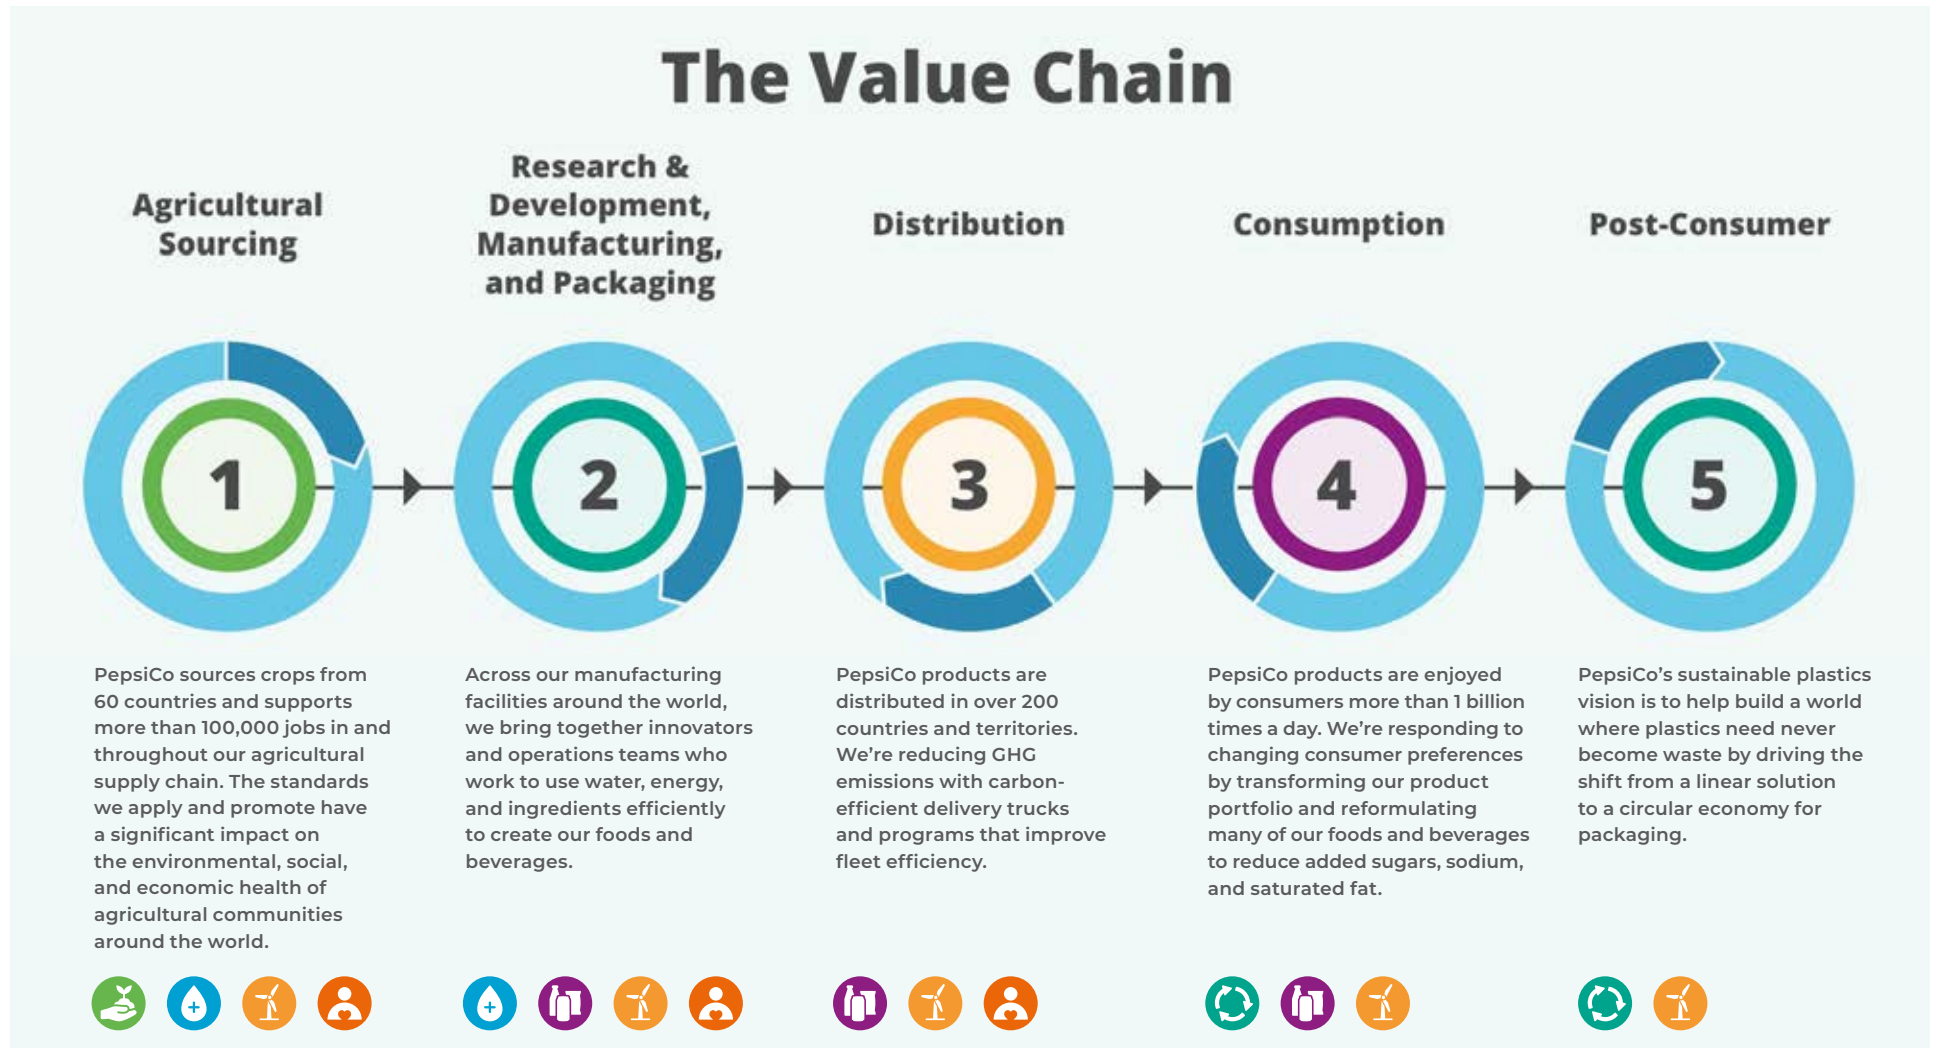 The Value Chain
Agricultural
Sourcing
Research &
Development,
Manufacturing,
and Packaging
Distribution
Consumption
Post-Consumer
1
2
3
4
5
PepsiCo sources crops from
60 countries and supports
more than 100,000 jobs in and
throughout our agricultural
supply chain. The standards
we apply and promote have
a significant impact on
the environmental, social,
and economic health of
agricultural communities
around the world.
Across our manufacturing
facilities around the world,
we bring together innovators
and operations teams who
work to use water, energy,
and ingredients efficiently
to create our foods and
beverages.
PepsiCo products are
distributed in over 200
countries and territories.
We’re reducing GHG
emissions with carbon-
efficient delivery trucks
and programs that improve
fleet efficiency.
PepsiCo products are enjoyed
by consumers more than 1 billion
times a day. We’re responding to
changing consumer preferences
by transforming our product
portfolio and reformulating
many of our foods and beverages
to reduce added sugars, sodium,
and saturated fat.
PepsiCo’s sustainable plastics
vision is to help build a world
where plastics need never
become waste by driving the
shift from a linear solution
to a circular economy for
packaging.